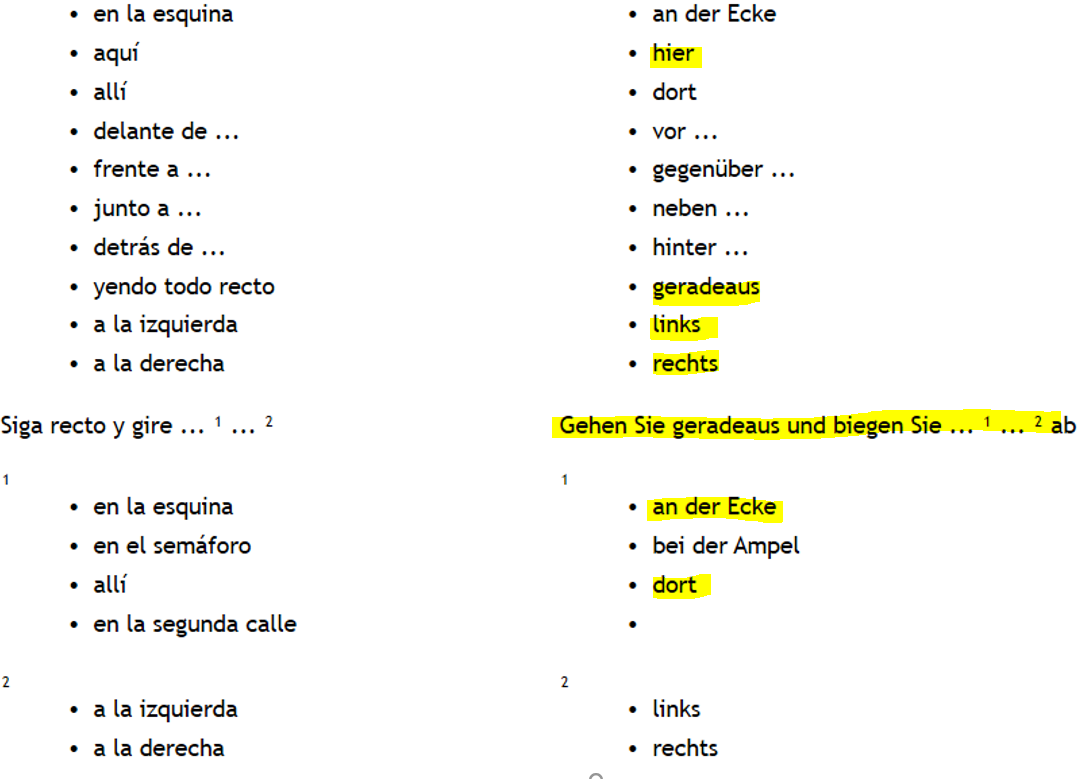 • en la esquina
• aquí
• allí
• delante de ...
• frente a ...
• junto a ...
• detrás de ...
• yendo todo recto
• a la izquierda
• a la derecha
Siga recto y gire ... ¹ ... ²
1
• en la esquina
• en el semáforo
• allí
• en la segunda calle
2
• a la izquierda
• a la derecha
• an der Ecke
• hier
• dort
• vor ...
• gegenüber ...
• neben ...
• hinter ...
• geradeaus
• links
• rechts
Gehen Sie geradeaus und biegen Sie ... ¹ ... ² ab
1
• an der Ecke
• bei der Ampel
• dort
•
2
• links
• rechts